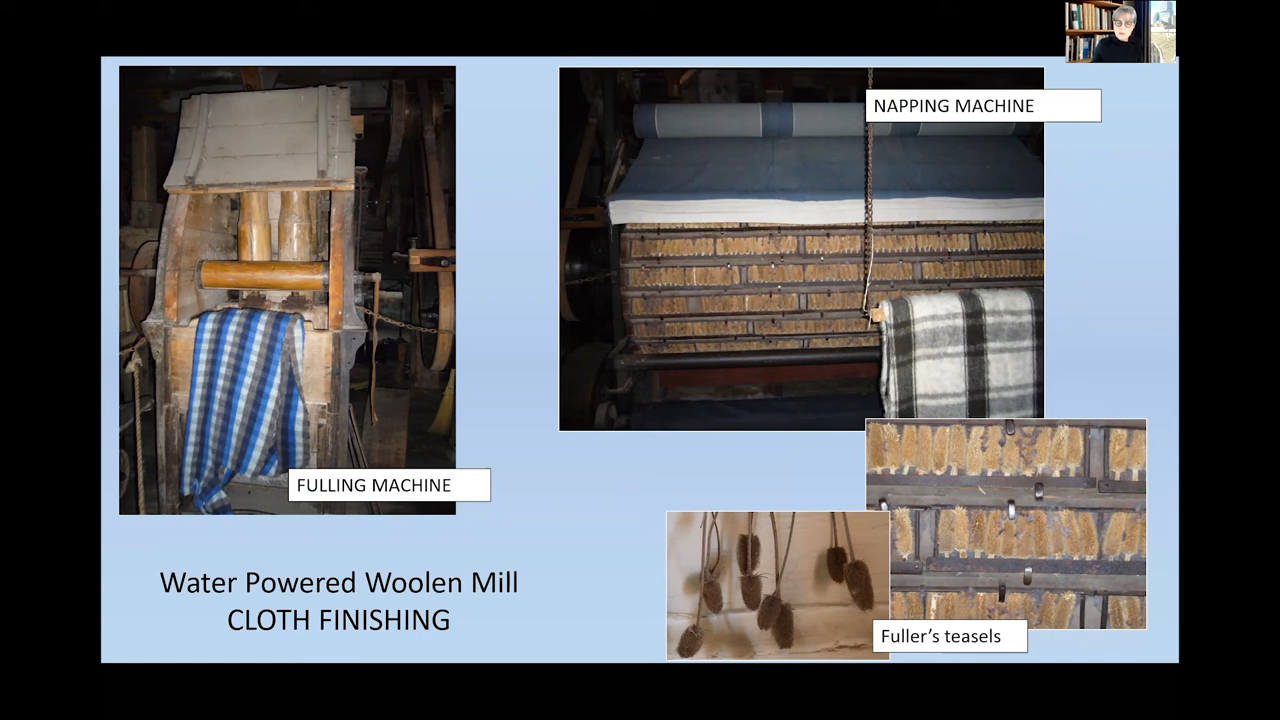 NAPPING MACHINE
FULLING MACHINE
Water Powered Woolen Mill
CLOTH FINISHING
Fuller's teasels